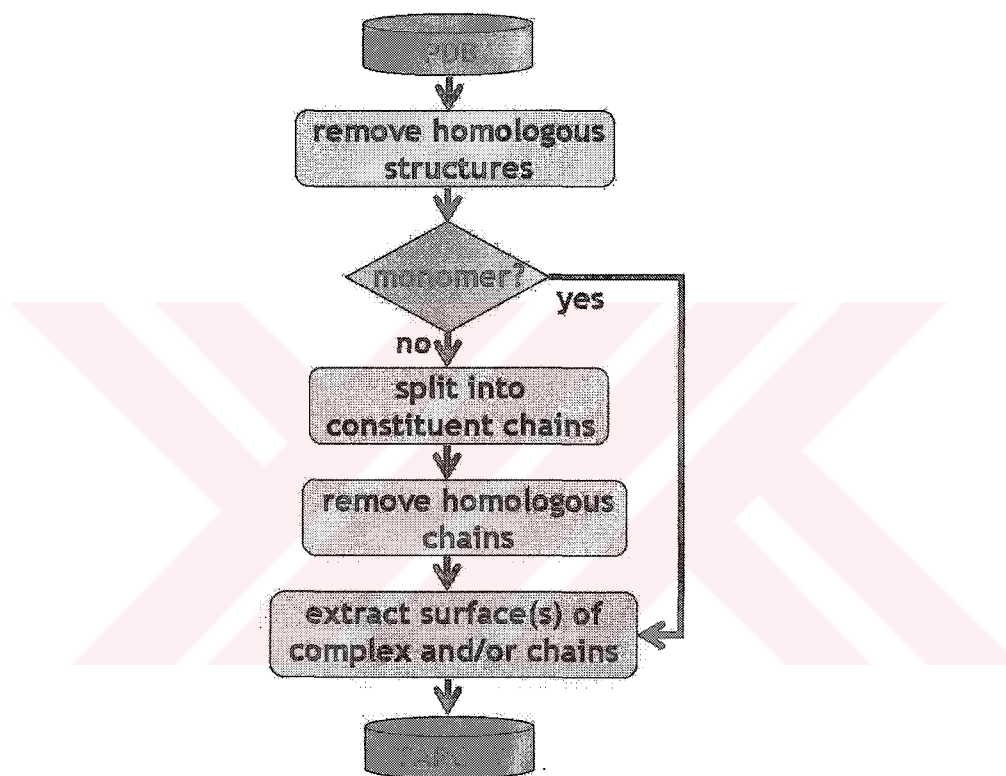 PDB
remove homologous
structures
monomer?
yes
no
split into
constituent chains
remove homologous
chains
extract surface(s) of
complex and/or chains